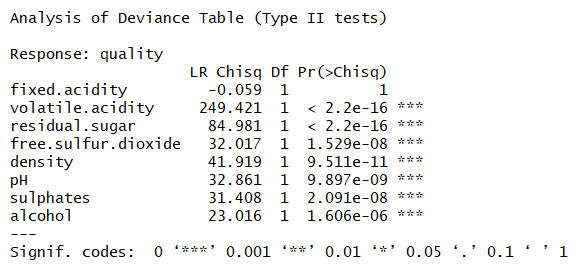 Analysis of Deviance Table (Type II tests)

Response: quality
                    LR Chisq Df Pr(>Chisq)
fixed.acidity         -0.059  1          1
volatile.acidity     249.421  1  < 2.2e-16 ***
residual.sugar        84.981  1  < 2.2e-16 ***
free.sulfur.dioxide   32.017  1  1.529e-08 ***
density               41.919  1  9.511e-11 ***
pH                    32.861  1  9.897e-09 ***
sulphates             31.408  1  2.091e-08 ***
alcohol               23.016  1  1.606e-06 ***
---
Signif. codes:  0 ‘***’ 0.001 ‘**’ 0.01 ‘*’ 0.05 ‘.’ 0.1 ‘ ’ 1